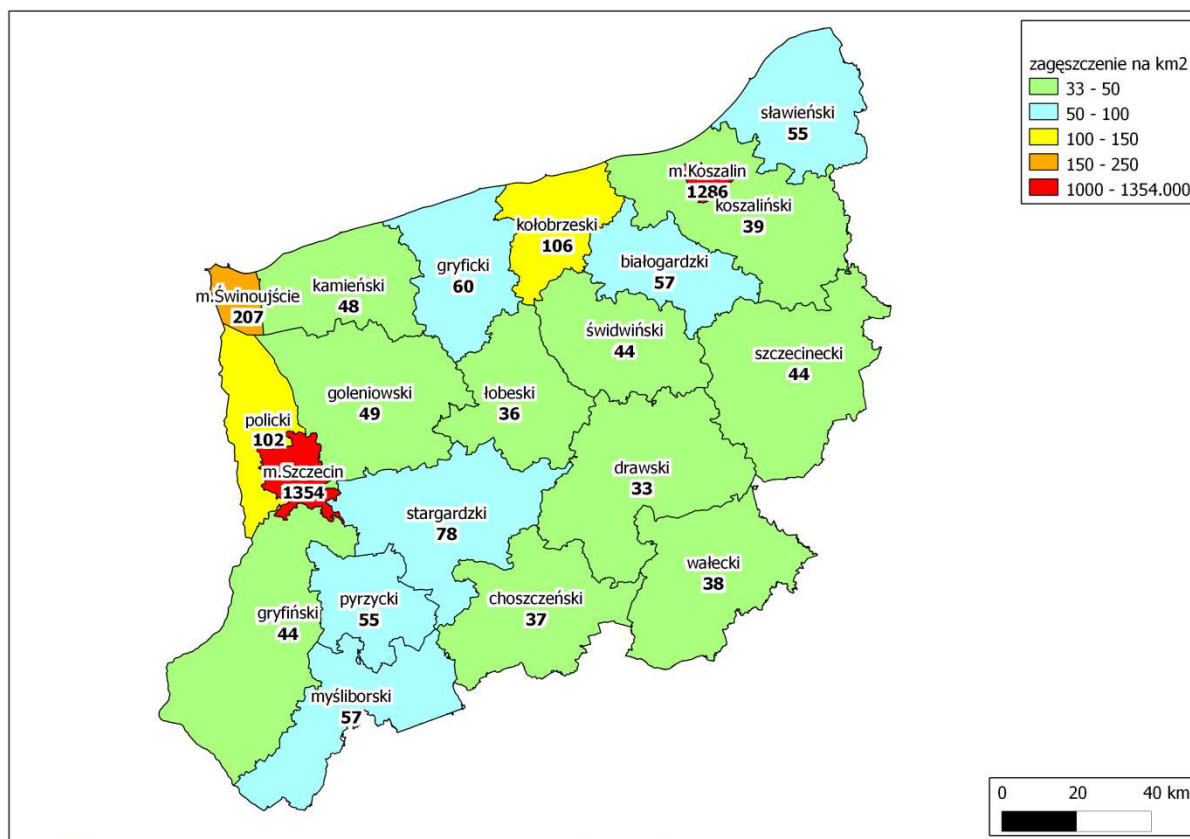 zagęszczenie na km2
33 - 50
50 - 100
100 - 150
150 - 250
1000 - 1354.000
sławieński
55
m.Koszalin
1286
koszaliński
39
kołobrzeski
106
białogardzki
57
gryficki
60
kamieński
48
m.Świnoujście
207
świdwiński
44
szczecinecki
44
goleniowski
49
łobeski
36
policki
102
m.Szczecin
1354
drawski
33
stargardzki
78
wałecki
38
choszczeński
37
pyrzycki
55
gryfiński
44
myśliborski
57
0 20 40 km